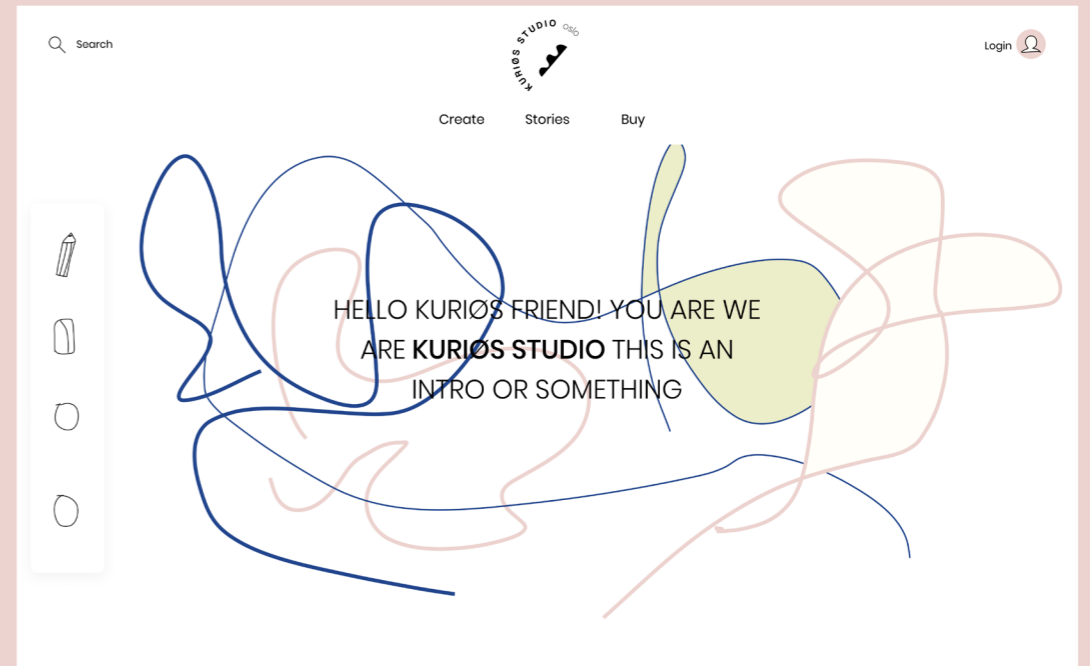 Search
KURIØS STUDIO oslo
Login
Create Stories Buy
HELLO KURIØS FRIEND! YOU ARE WE
ARE KURIØS STUDIO THIS IS AN
INTRO OR SOMETHING